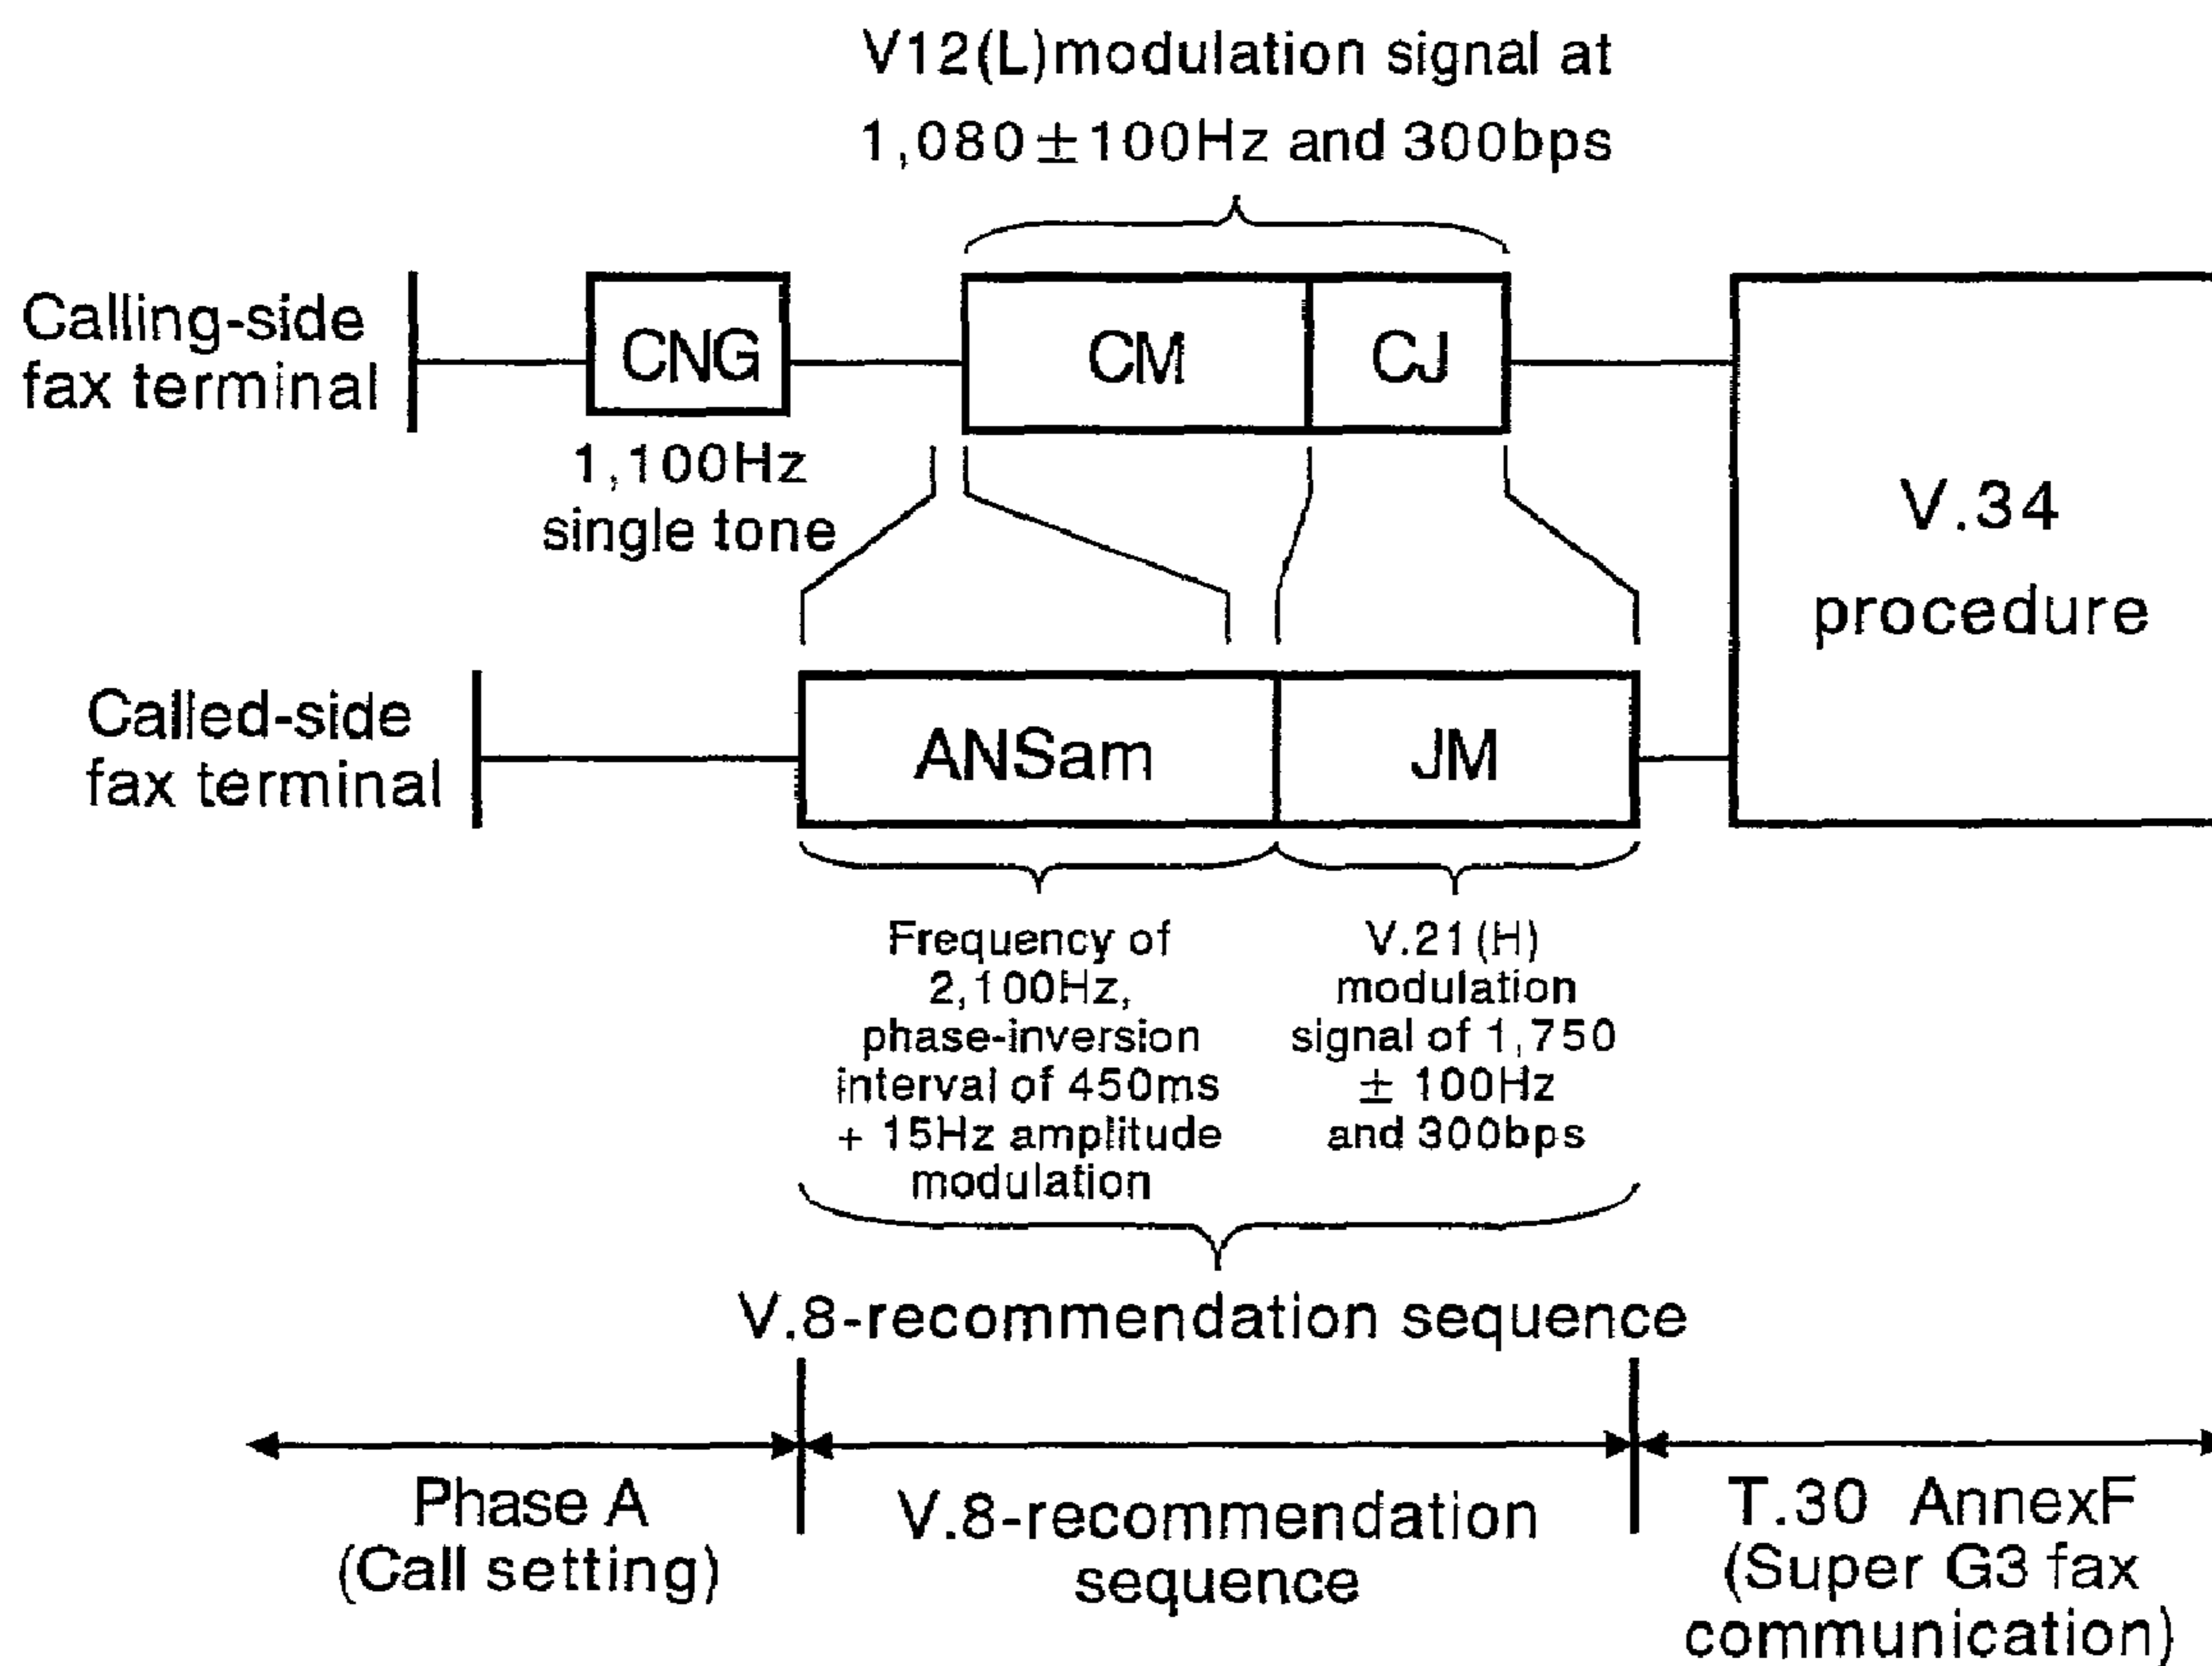 V12(L)modulation signal at
1,080±100Hz and 300bps
Calling-side
fax terminal
CNG
CM
CJ
1,100Hz
single tone
V.34
procedure
Called-side
fax terminal
ANSam
JM
Frequency of
2,100Hz,
phase-inversion
interval of 450ms
+ 15Hz amplitude
modulation
V.21(H)
modulation
signal of 1,750
± 100Hz
and 300bps
V.8-recommendation sequence
Phase A
(Call setting)
V.8-recommendation
sequence
T.30 AnnexF
(Super G3 fax
communication)